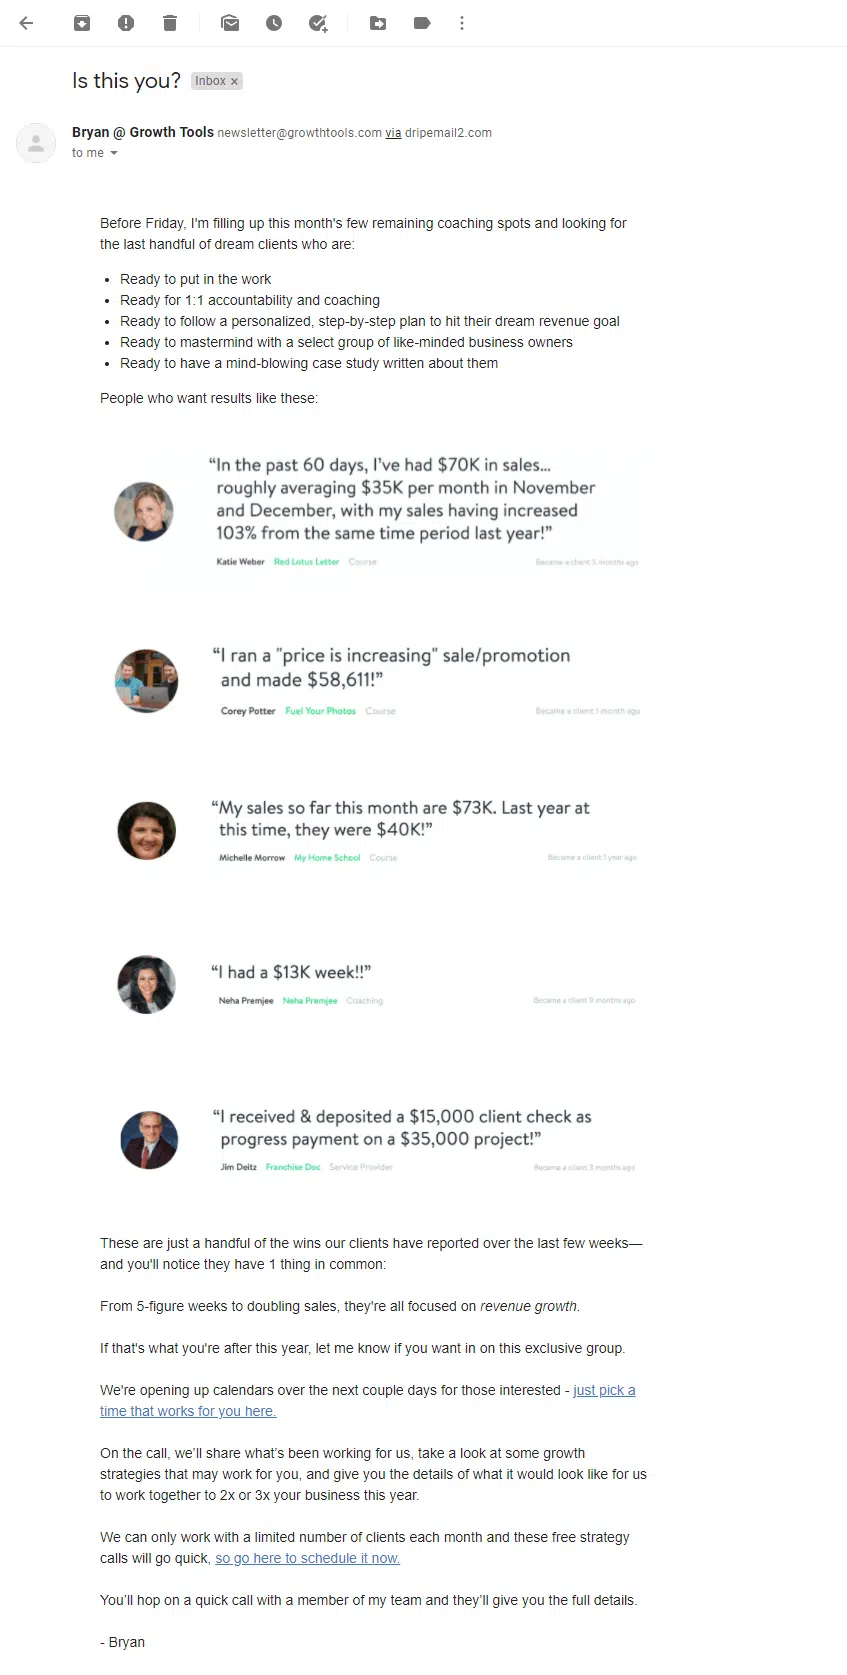 Is this you? Inbox ×
Bryan @ Growth Tools newsletter@growthtools.com via dripemail2.com
to me
Before Friday, I'm filling up this month's few remaining coaching spots and looking for
the last handful of dream clients who are:
• Ready to put in the work
• Ready for 1:1 accountability and coaching
• Ready to follow a personalized, step-by-step plan to hit their dream revenue goal
• Ready to mastermind with a select group of like-minded business owners
• Ready to have a mind-blowing case study written about them
People who want results like these:
“In the past 60 days, I’ve had $70K in sales...
roughly averaging $35K per month in November
and December, with my sales having increased
103% from the same time period last year!”
Katie Weber Red Lotus Letter Course Became a client 5 months ago
“I ran a "price is increasing" sale/promotion
and made $58,611!”
Corey Potter Fuel Your Photos Course Became a client 1 month ago
“My sales so far this month are $73K. Last year at
this time, they were $40K!”
Michelle Morrow My Home School Course Became a client 1 year ago
“I had a $13K week!!”
Neha Premjee Neha Premjee Coaching Became a client 9 months ago
“I received & deposited a $15,000 client check as
progress payment on a $35,000 project!”
Jim Deitz Franchise Doc Service Provider Became a client 3 months ago
These are just a handful of the wins our clients have reported over the last few weeks—
and you'll notice they have 1 thing in common:
From 5-figure weeks to doubling sales, they're all focused on revenue growth.
If that's what you're after this year, let me know if you want in on this exclusive group.
We're opening up calendars over the next couple days for those interested - just pick a
time that works for you here.
On the call, we’ll share what’s been working for us, take a look at some growth
strategies that may work for you, and give you the details of what it would look like for us
to work together to 2x or 3x your business this year.
We can only work with a limited number of clients each month and these free strategy
calls will go quick, so go here to schedule it now.
You’ll hop on a quick call with a member of my team and they’ll give you the full details.
- Bryan